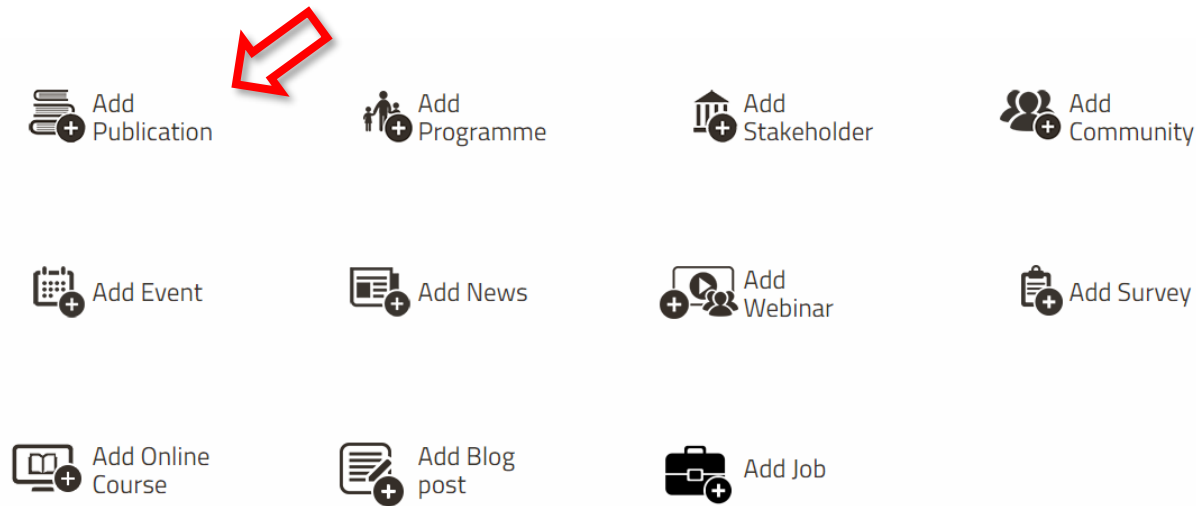 Add
Publication
Add
Programme
Add
Stakeholder
Add
Community
Add Event
Add News
Add
Webinar
Add Survey
Add Online
Course
Add Blog
post
Add Job